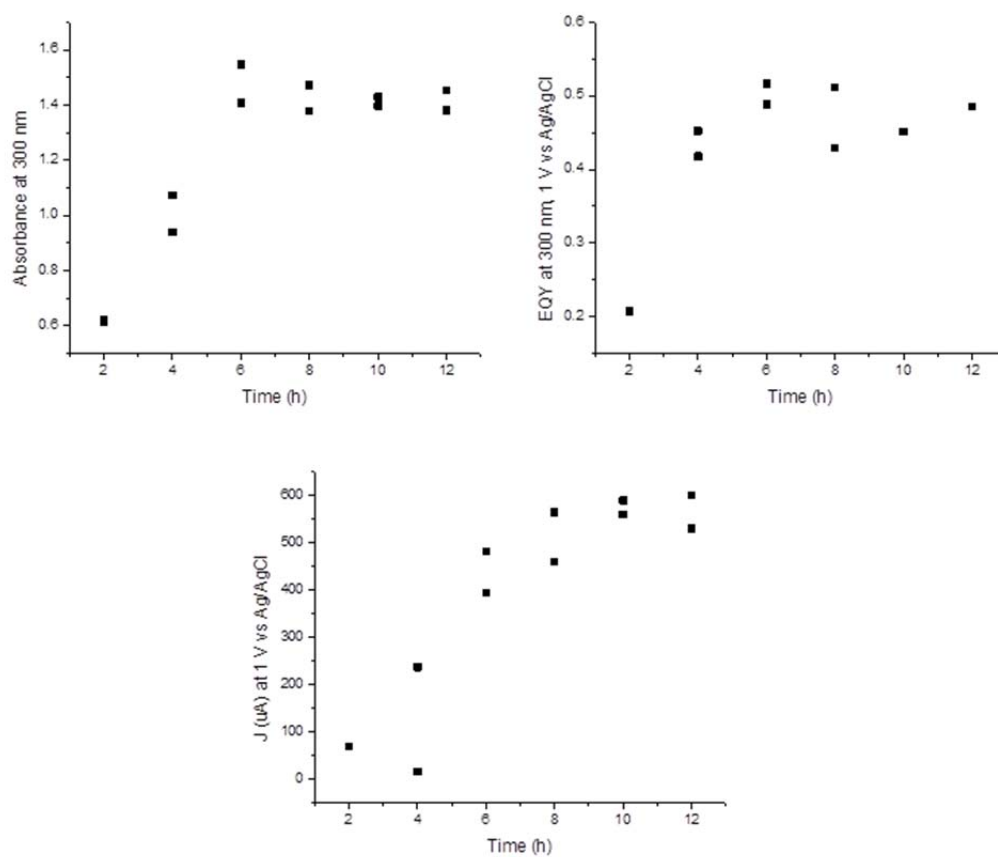 Absorbance at 300 nm
1.6
1.4
1.2
1.0
0.8
0.6
2 4 6 8 10 12
Time (h)
EQY at 300 nm, 1 V vs Ag/AgCl
0.6
0.5
0.4
0.3
0.2
2 4 6 8 10 12
Time (h)
J (uA) at 1 V vs Ag/AgCl
600
500
400
300
200
100
0
2 4 6 8 10 12
Time (h)